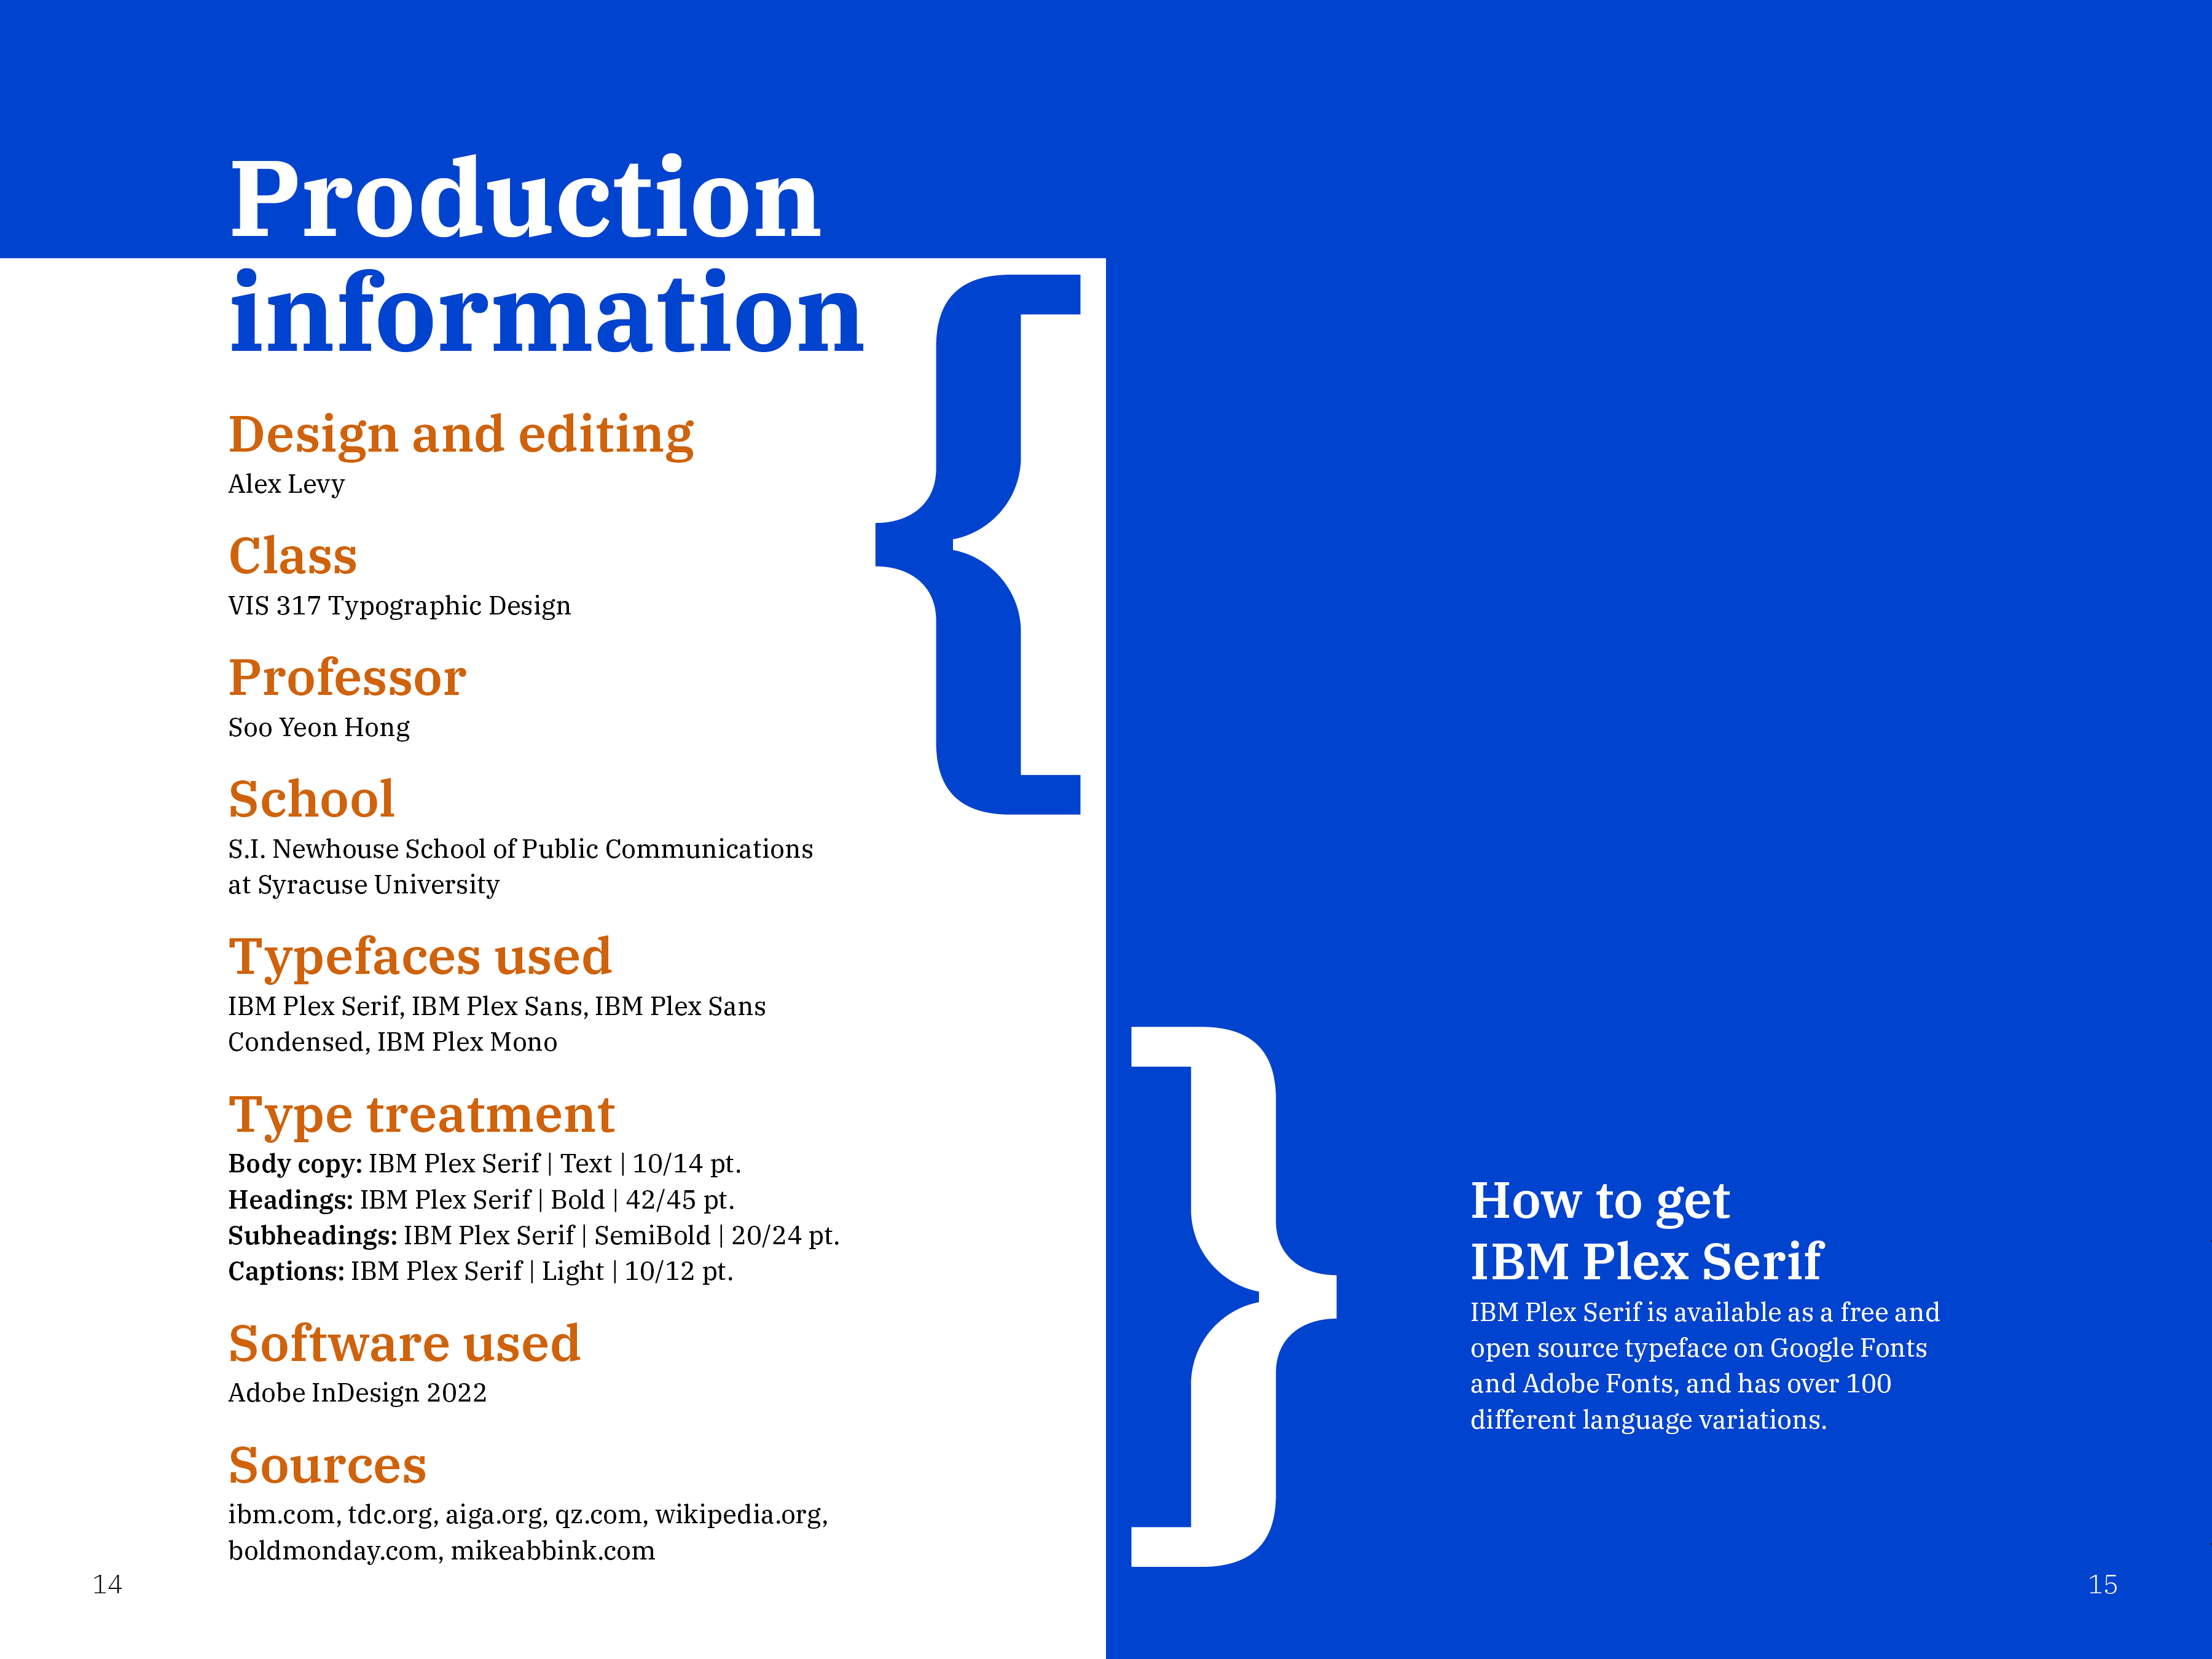 Production
information
{
Design and editing
Alex Levy
Class
VIS 317 Typographic Design
Professor
Soo Yeon Hong
School
S.I. Newhouse School of Public Communications
at Syracuse University
Typefaces used
IBM Plex Serif, IBM Plex Sans, IBM Plex Sans
Condensed, IBM Plex Mono
Type treatment
Body copy: IBM Plex Serif | Text | 10/14 pt.
Headings: IBM Plex Serif | Bold | 42/45 pt.
Subheadings: IBM Plex Serif | SemiBold | 20/24 pt.
Captions: IBM Plex Serif | Light | 10/12 pt.
Software used
Adobe InDesign 2022
Sources
ibm.com, tdc.org, aiga.org, qz.com, wikipedia.org,
boldmonday.com, mikeabbink.com
14
}
How to get
IBM Plex Serif
IBM Plex Serif is available as a free and
open source typeface on Google Fonts
and Adobe Fonts, and has over 100
different language variations.
15